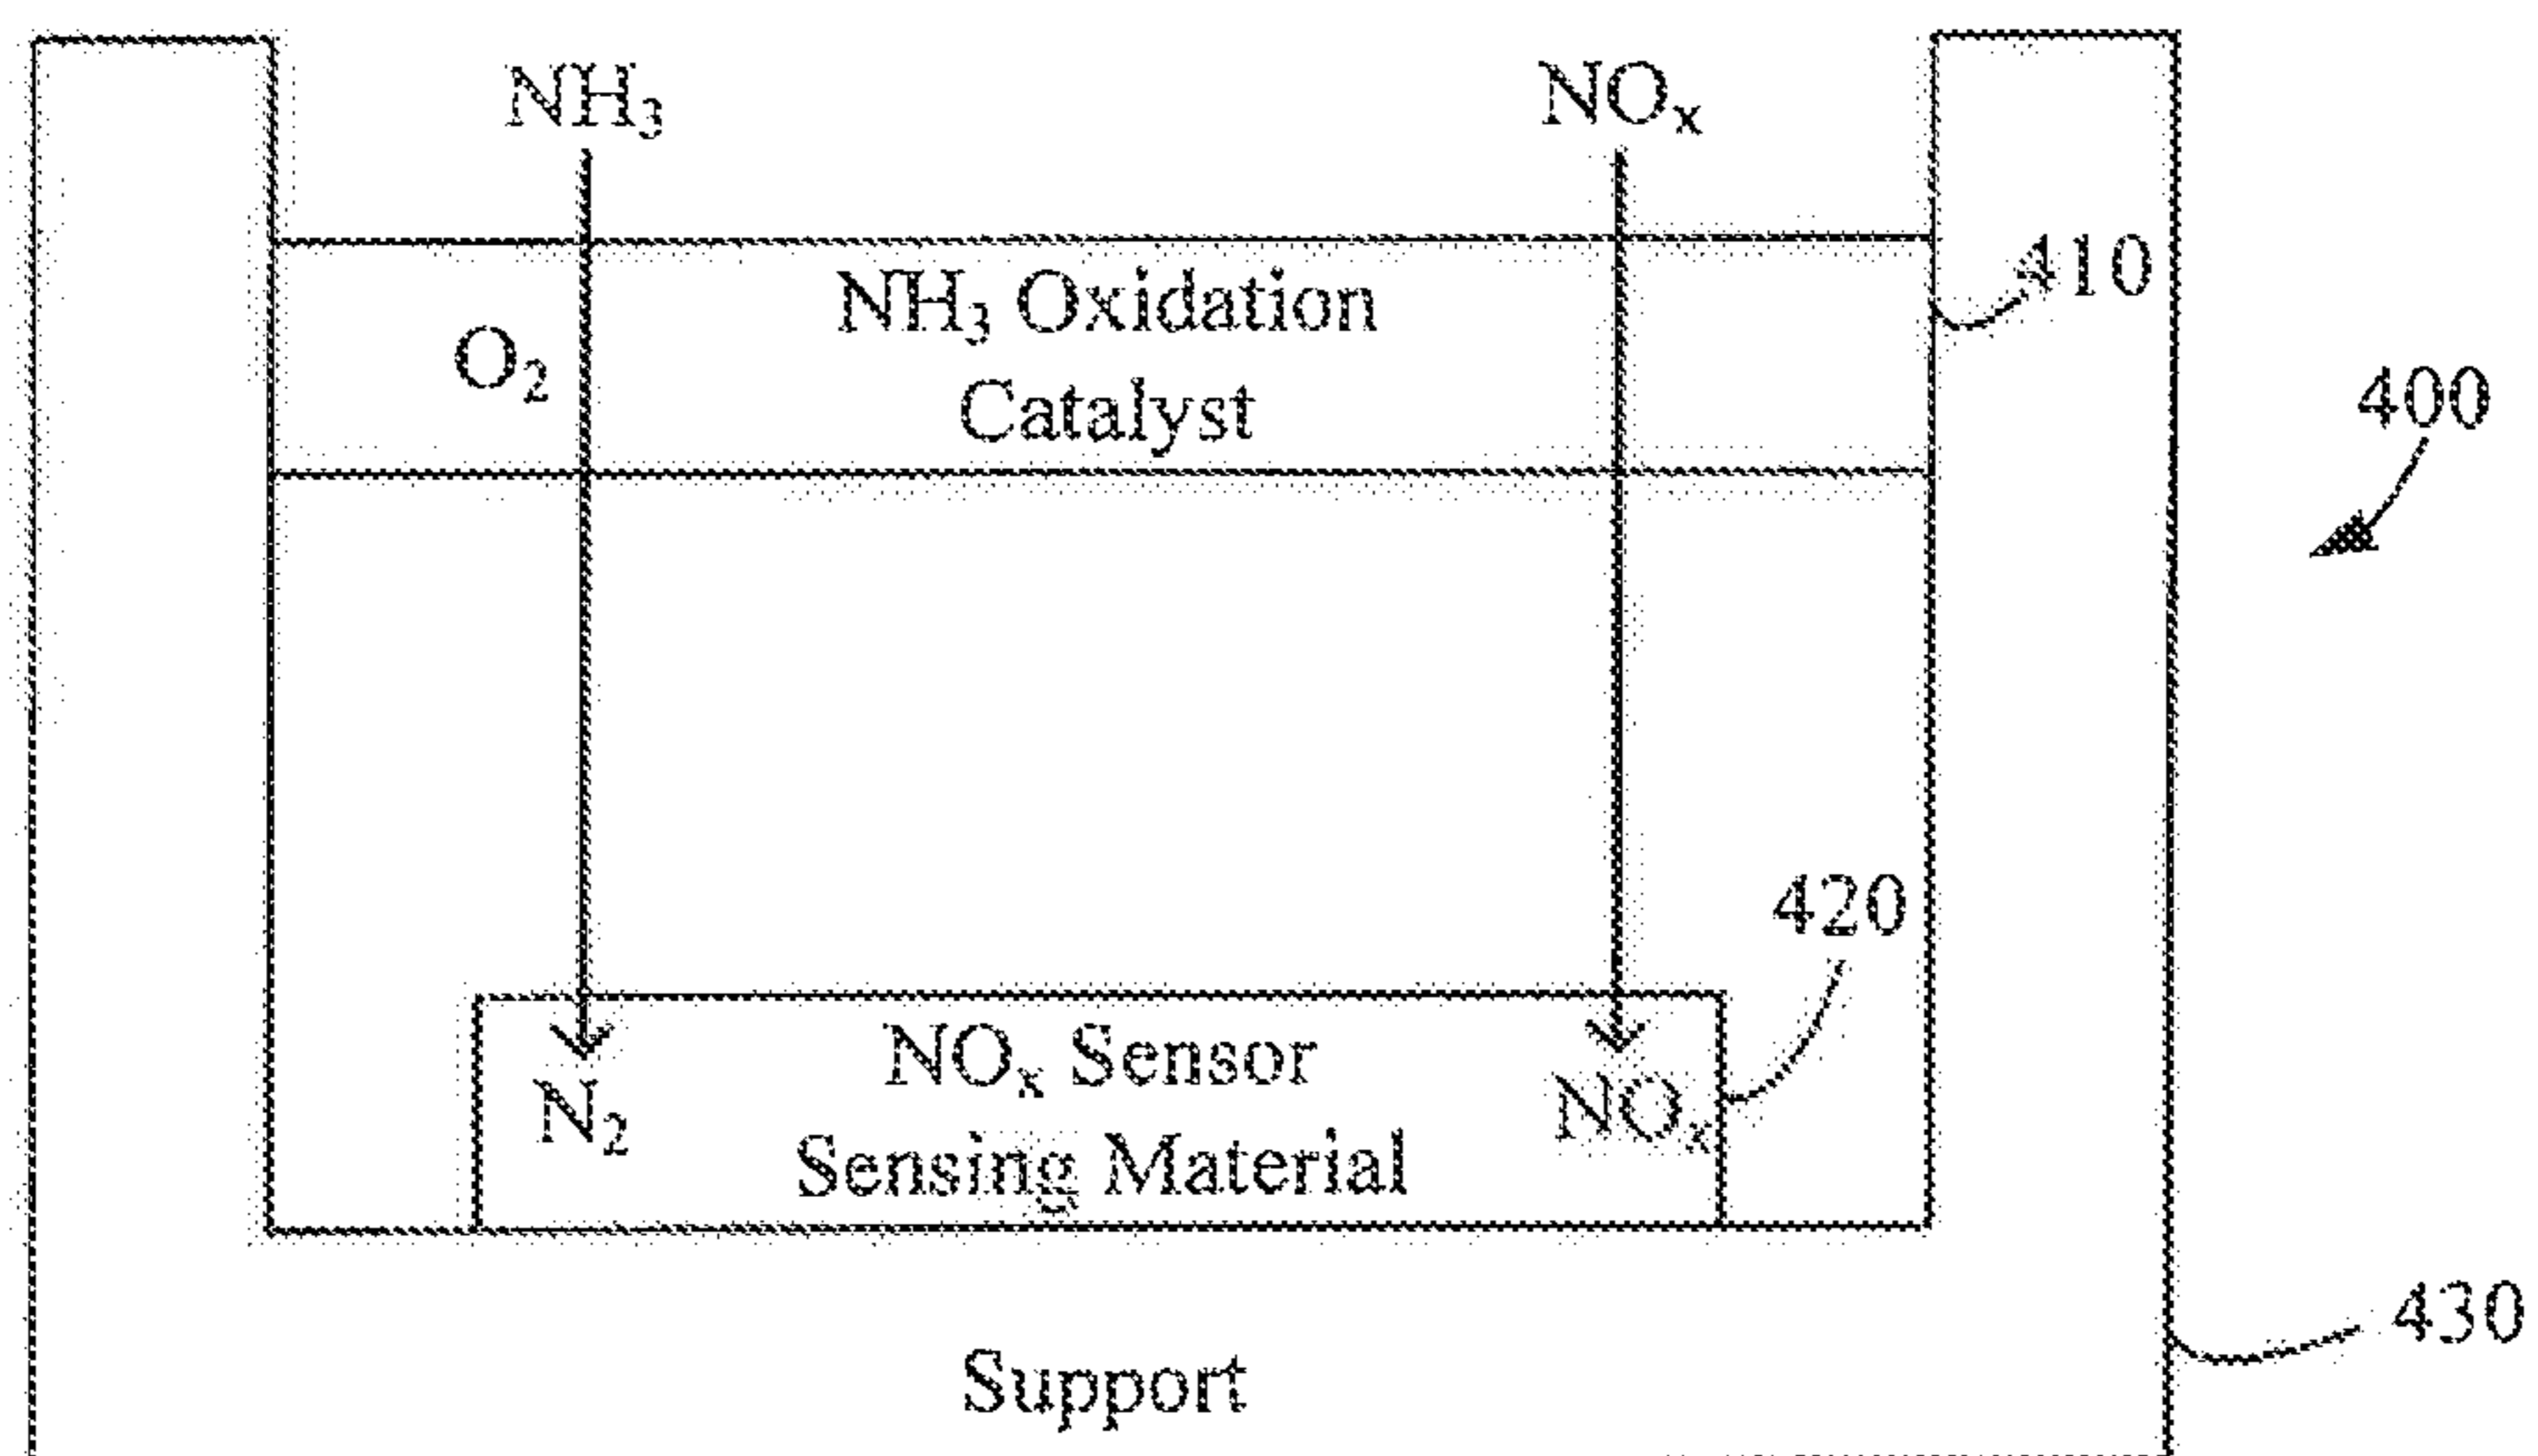 NH₃
NOₓ
NH₃ Oxidation
Catalyst
O₂
410
400
420
NOₓ Sensor
Sensing Material
N₂
NOₓ
430
Support